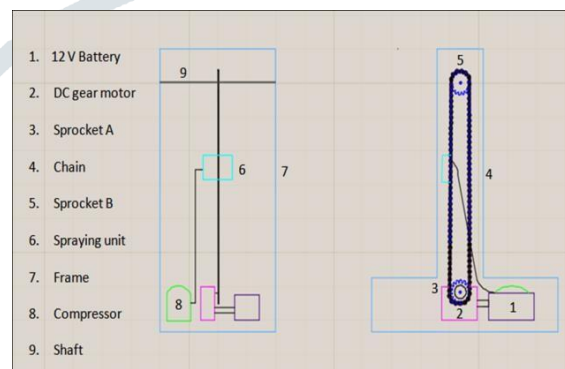 1. 12 V Battery
2. DC gear motor
3. Sprocket A
4. Chain
5. Sprocket B
6. Spraying unit
7. Frame
8. Compressor
9. Shaft
9
6
7
8
5
4
3
2
1